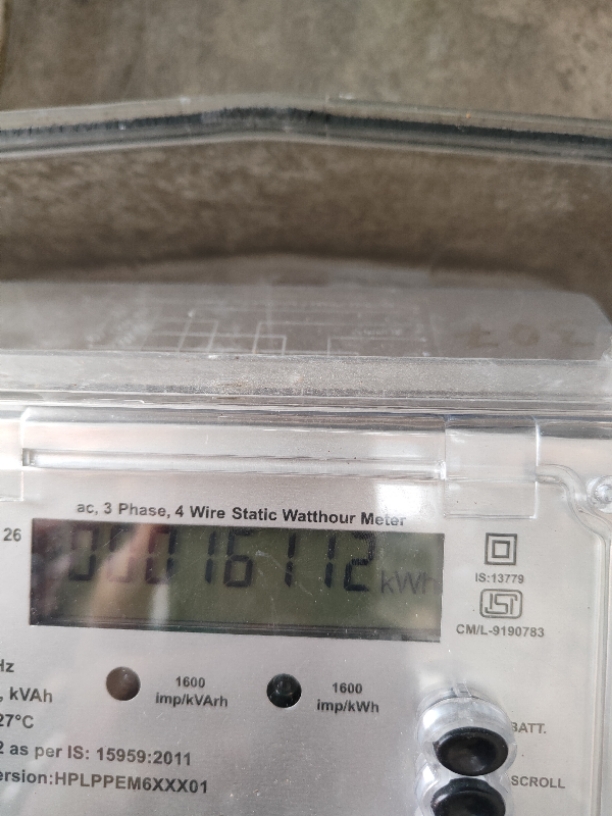 ac, 3 Phase, 4 Wire Static Watthour Meter
26
00016112 kWh
IS:13779
ISI
CM/L-9190783
Hz
1600
imp/kVArh
1600
imp/kWh
, kVAh
27°C
BATT.
2 as per IS: 15959:2011
ersion:HPLPPEM6XXX01
SCROLL